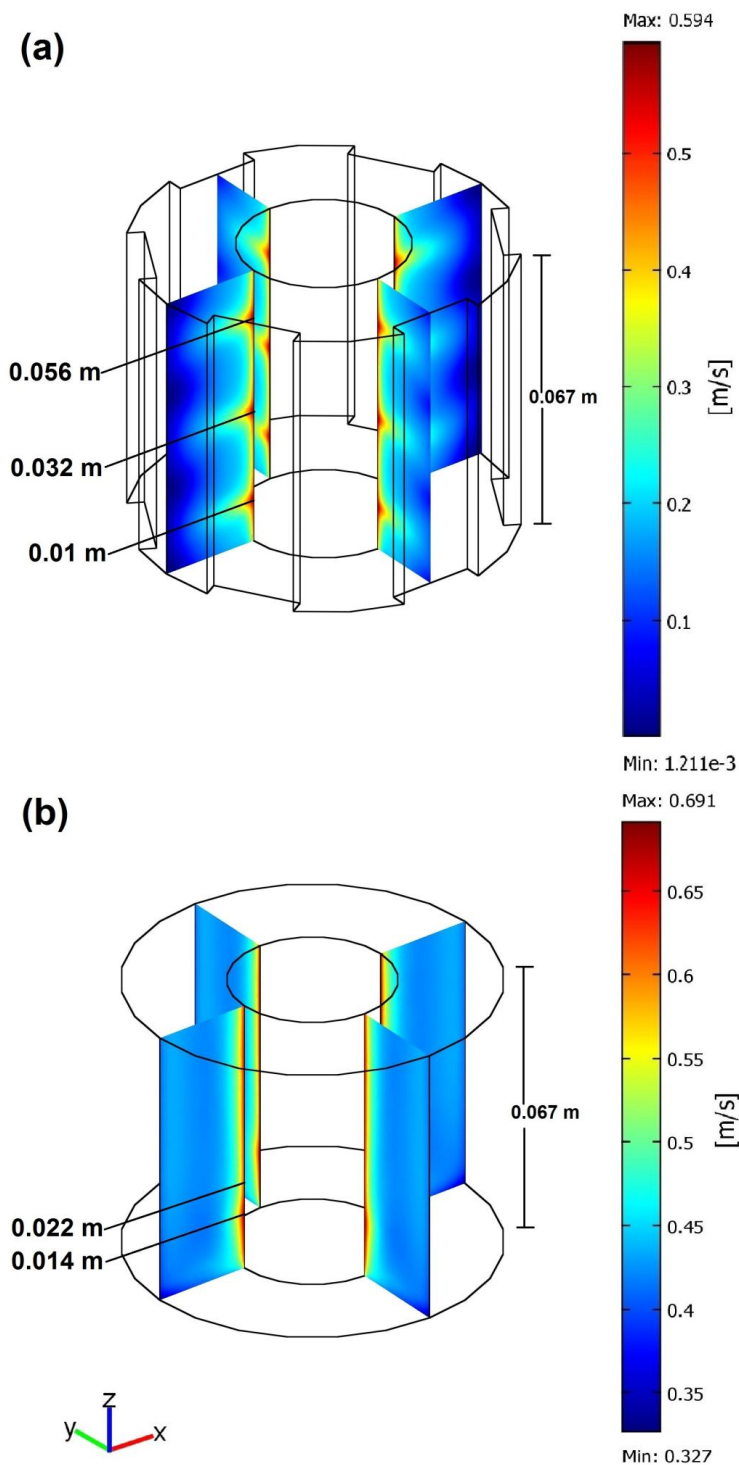 (a)
Max: 0.594
0.5
0.4
0.056 m
0.3
[m/s]
0.067 m
0.032 m
0.2
0.01 m
0.1
Min: 1.211e-3
(b)
Max: 0.691
0.65
0.6
0.55
0.067 m
[m/s]
0.5
0.022 m
0.45
0.014 m
0.4
0.35
z
y
x
Min: 0.327